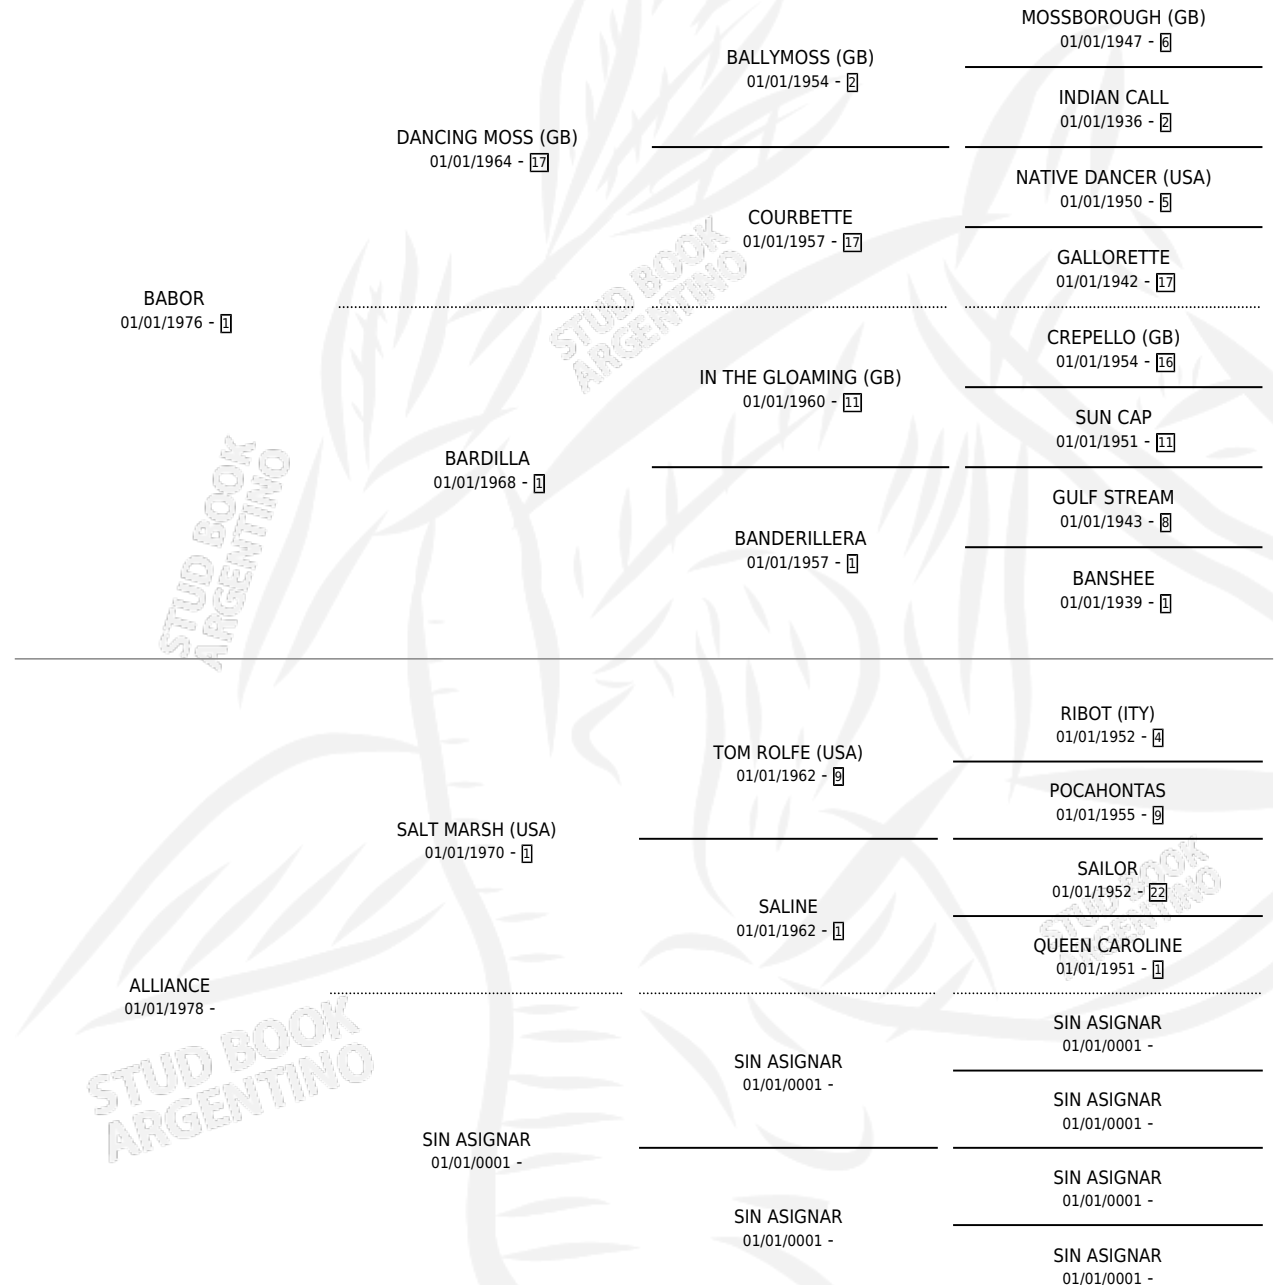 MOSSBOROUGH (GB)
01/01/1947 - 6
BALLYMOSS (GB)
01/01/1954 - 2
INDIAN CALL
01/01/1936 - 2
DANCING MOSS (GB)
01/01/1964 - 17
NATIVE DANCER (USA)
01/01/1950 - 5
COURBETTE
01/01/1957 - 17
GALLORETTE
01/01/1942 - 17
BABOR
01/01/1976 - 1
CREPELLO (GB)
01/01/1954 - 16
IN THE GLOAMING (GB)
01/01/1960 - 11
SUN CAP
01/01/1951 - 11
BARDILLA
01/01/1968 - 1
GULF STREAM
01/01/1943 - 8
BANDERILLERA
01/01/1957 - 1
BANSHEE
01/01/1939 - 1
RIBOT (ITY)
01/01/1952 - 4
TOM ROLFE (USA)
01/01/1962 - 9
POCAHONTAS
01/01/1955 - 9
SALT MARSH (USA)
01/01/1970 - 1
SAILOR
01/01/1952 - 22
SALINE
01/01/1962 - 1
QUEEN CAROLINE
01/01/1951 - 1
ALLIANCE
01/01/1978 -
SIN ASIGNAR
01/01/0001 -
SIN ASIGNAR
01/01/0001 -
SIN ASIGNAR
01/01/0001 -
SIN ASIGNAR
01/01/0001 -
SIN ASIGNAR
01/01/0001 -
SIN ASIGNAR
01/01/0001 -
SIN ASIGNAR
01/01/0001 -
STUD BOOK
ARGENTINO
STUD BOOK
ARGENTINO
STUD BOOK
ARGENTINO
STUD BOOK
ARGENTINO